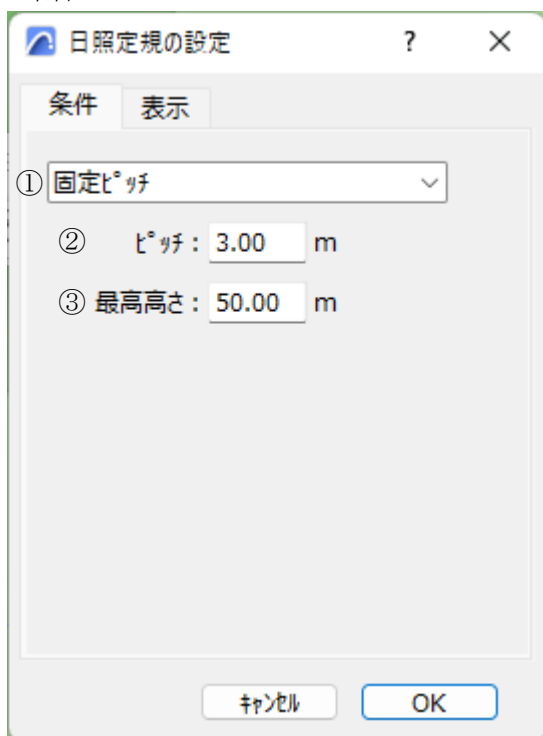 日照定規の設定 ? ×
条件 表示
① 固定ﾋﾟｯﾁ
② ﾋﾟｯﾁ : 3.00 m
③ 最高高さ : 50.00 m
ｷｬﾝｾﾙ OK